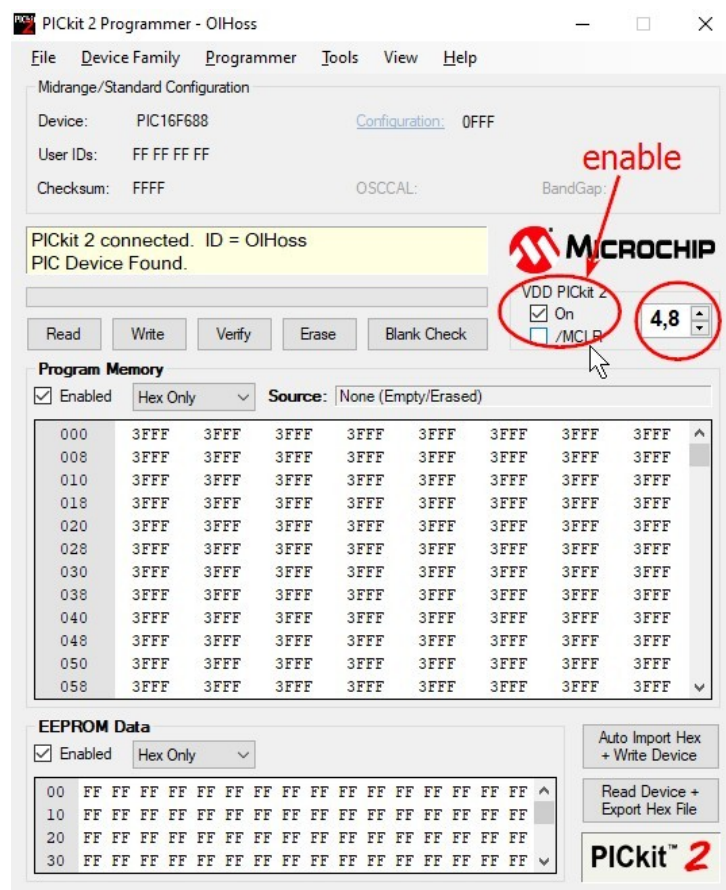 PICkit 2 Programmer - OlHoss
File Device Family Programmer Tools View Help
Midrange/Standard Configuration
Device: PIC16F688 Configuration: 0FFF
User IDs: FF FF FF FF
enable
Checksum: FFFF OSCCAL: BandGap:
PICkit 2 connected. ID = OlHoss
PIC Device Found.
MICROCHIP
VDD PICkit 2
On
4,8
/MCLR
Read Write Verify Erase Blank Check
Program Memory
Enabled Hex Only Source: None (Empty/Erased)
000 3FFF 3FFF 3FFF 3FFF 3FFF 3FFF 3FFF 3FFF
008 3FFF 3FFF 3FFF 3FFF 3FFF 3FFF 3FFF 3FFF
010 3FFF 3FFF 3FFF 3FFF 3FFF 3FFF 3FFF 3FFF
018 3FFF 3FFF 3FFF 3FFF 3FFF 3FFF 3FFF 3FFF
020 3FFF 3FFF 3FFF 3FFF 3FFF 3FFF 3FFF 3FFF
028 3FFF 3FFF 3FFF 3FFF 3FFF 3FFF 3FFF 3FFF
030 3FFF 3FFF 3FFF 3FFF 3FFF 3FFF 3FFF 3FFF
038 3FFF 3FFF 3FFF 3FFF 3FFF 3FFF 3FFF 3FFF
040 3FFF 3FFF 3FFF 3FFF 3FFF 3FFF 3FFF 3FFF
048 3FFF 3FFF 3FFF 3FFF 3FFF 3FFF 3FFF 3FFF
050 3FFF 3FFF 3FFF 3FFF 3FFF 3FFF 3FFF 3FFF
058 3FFF 3FFF 3FFF 3FFF 3FFF 3FFF 3FFF 3FFF
EEPROM Data
Enabled Hex Only
Auto Import Hex
+ Write Device
00 FF FF FF FF FF FF FF FF FF FF FF FF FF FF FF FF
10 FF FF FF FF FF FF FF FF FF FF FF FF FF FF FF FF
20 FF FF FF FF FF FF FF FF FF FF FF FF FF FF FF FF
30 FF FF FF FF FF FF FF FF FF FF FF FF FF FF FF FF
Read Device +
Export Hex File
PICkit™ 2